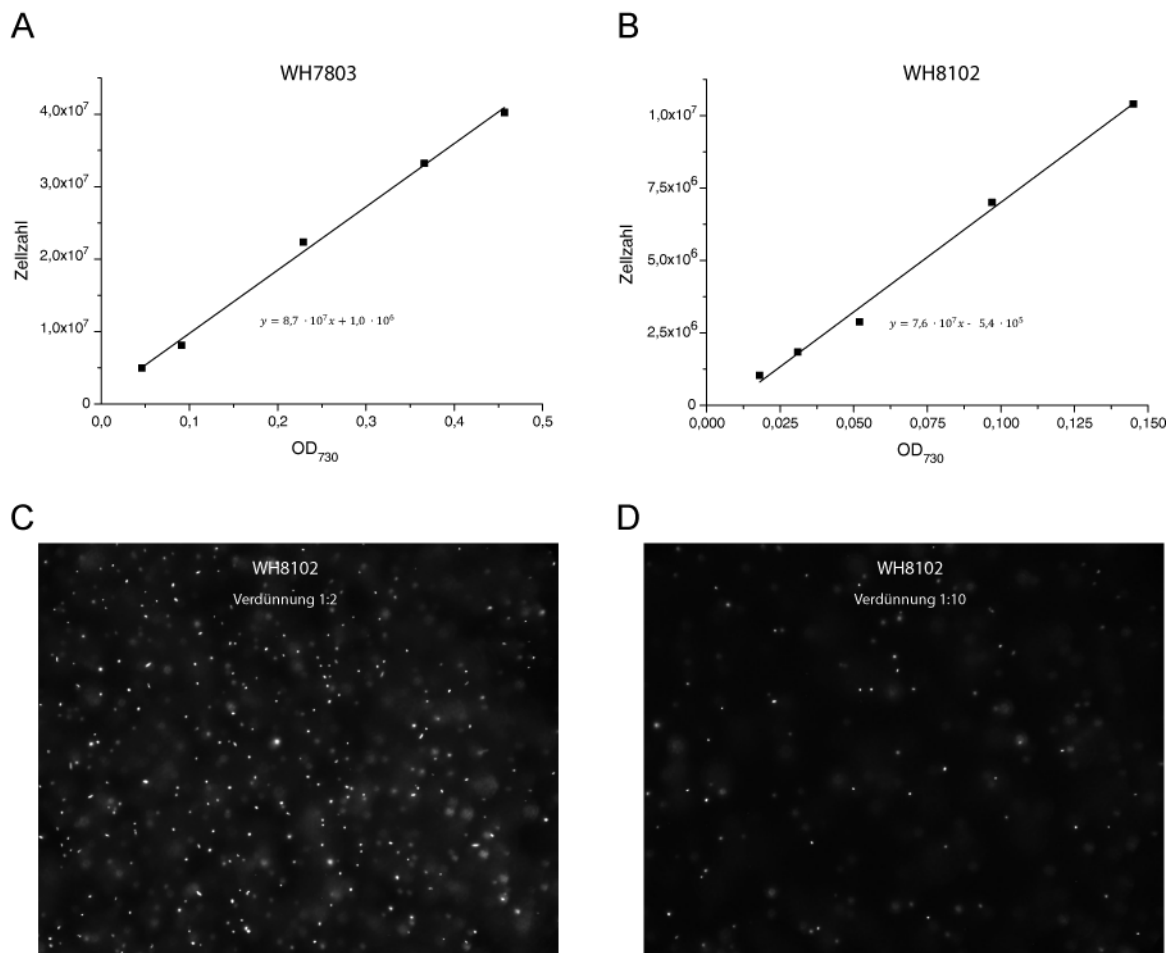 A
WH7803
4,0x10⁷
3,0x10⁷
2,0x10⁷
1,0x10⁷
0
Zellzahl
y = 8,7 · 10⁷x + 1,0 · 10⁶
0,0 0,1 0,2 0,3 0,4 0,5
OD₇₃₀
B
WH8102
1,0x10⁷
7,5x10⁶
5,0x10⁶
2,5x10⁶
0
Zellzahl
y = 7,6 · 10⁷x - 5,4 · 10⁵
0,000 0,025 0,050 0,075 0,100 0,125 0,150
OD₇₃₀
C
WH8102
Verdünnung 1:2
D
WH8102
Verdünnung 1:10